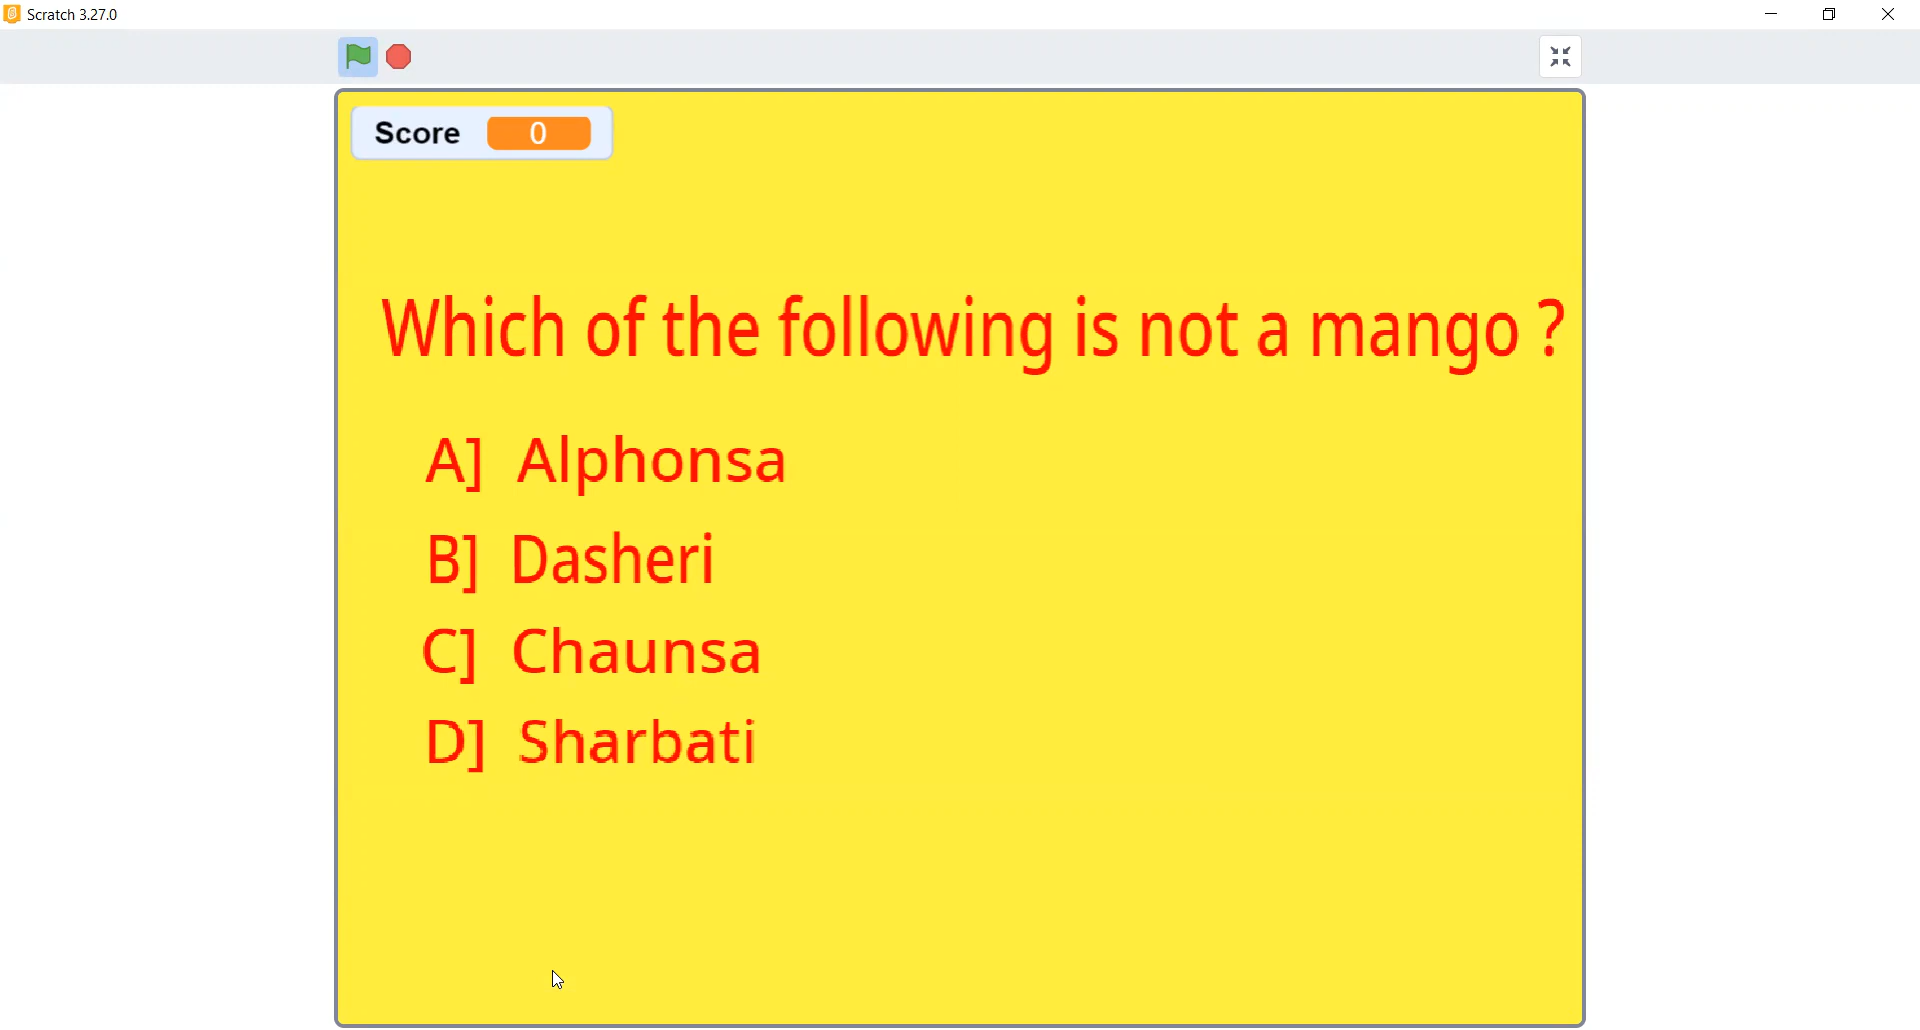 Scratch 3.27.0
Score 0
Which of the following is not a mango ?
A] Alphonsa
B] Dasheri
C] Chaunsa
D] Sharbati